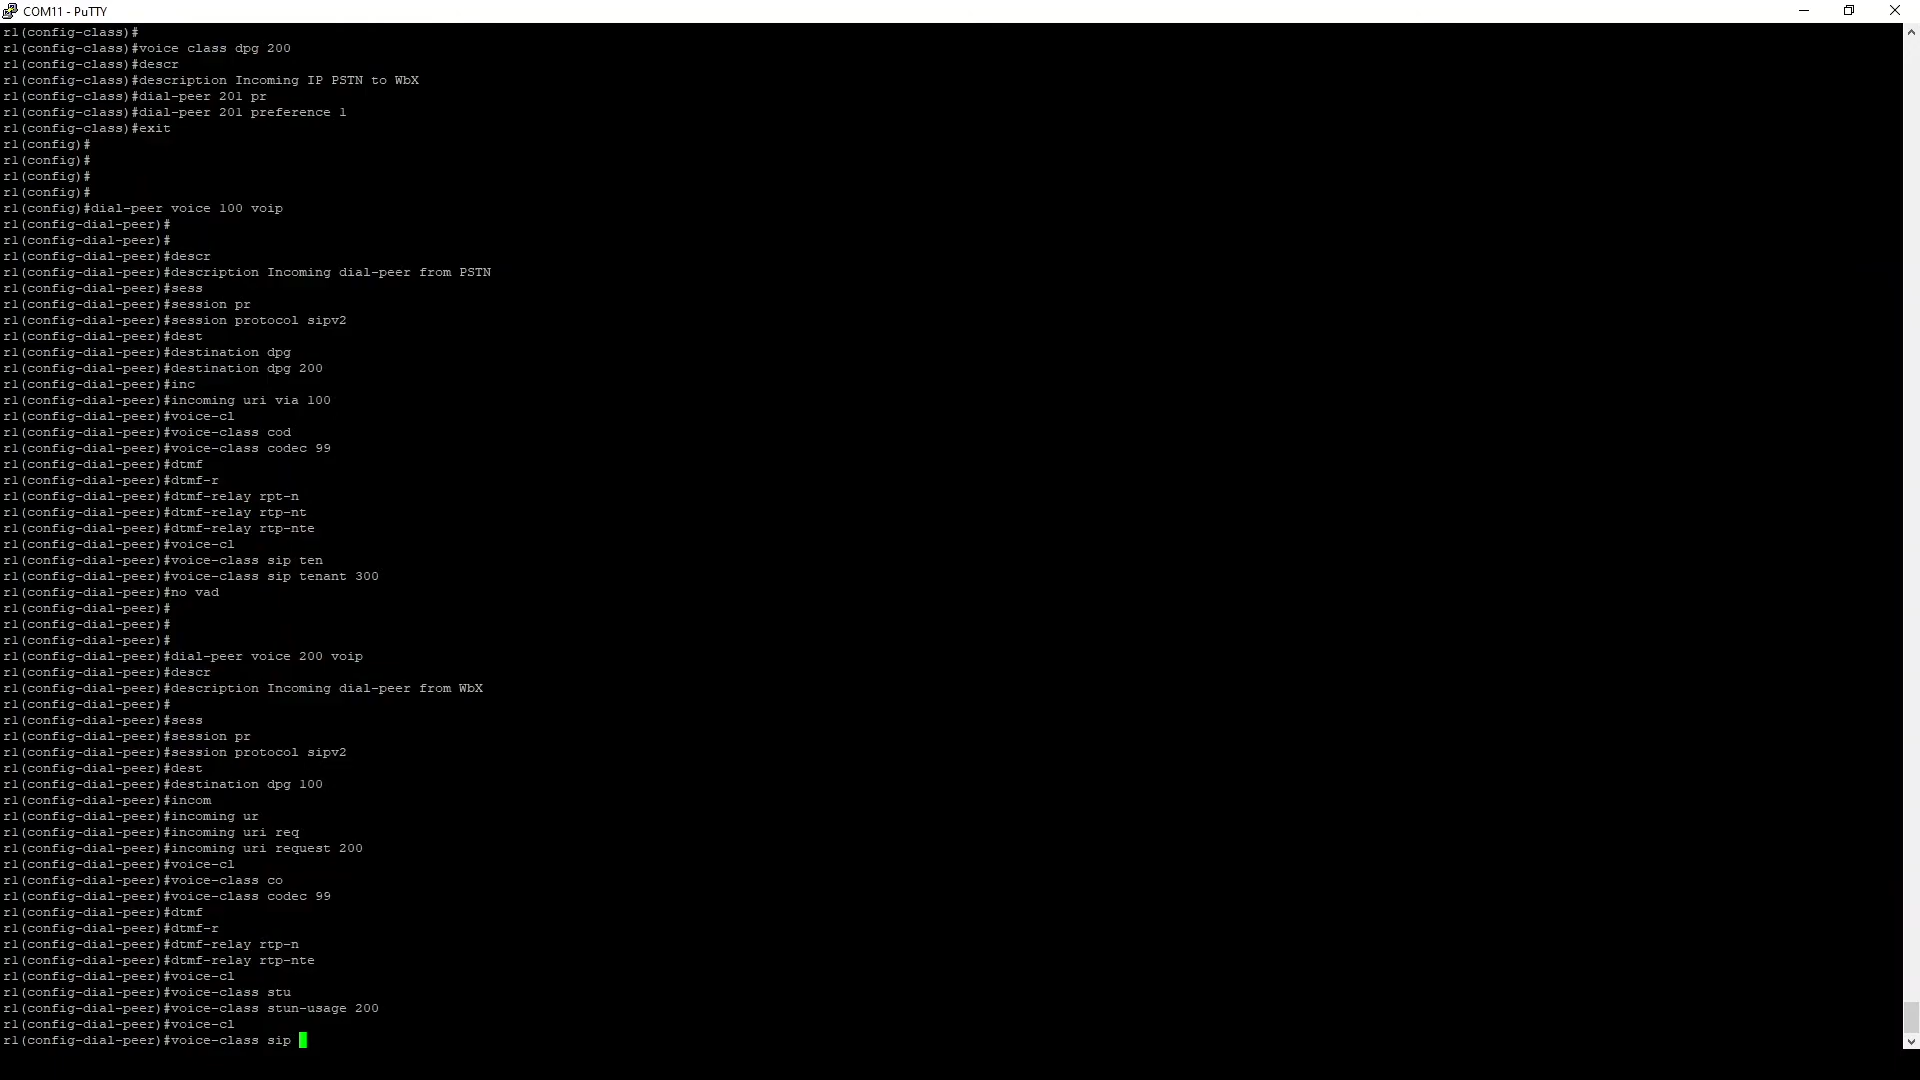 COM11 - PuTTY
r1(config-class)#
r1(config-class)#voice class dpg 200
r1(config-class)#descr
r1(config-class)#description Incoming IP PSTN to WbX
r1(config-class)#dial-peer 201 pr
r1(config-class)#dial-peer 201 preference 1
r1(config-class)#exit
r1(config)#
r1(config)#
r1(config)#
r1(config)#
r1(config)#dial-peer voice 100 voip
r1(config-dial-peer)#
r1(config-dial-peer)#
r1(config-dial-peer)#descr
r1(config-dial-peer)#description Incoming dial-peer from PSTN
r1(config-dial-peer)#sess
r1(config-dial-peer)#session pr
r1(config-dial-peer)#session protocol sipv2
r1(config-dial-peer)#dest
r1(config-dial-peer)#destination dpg
r1(config-dial-peer)#destination dpg 200
r1(config-dial-peer)#inc
r1(config-dial-peer)#incoming uri via 100
r1(config-dial-peer)#voice-cl
r1(config-dial-peer)#voice-class cod
r1(config-dial-peer)#voice-class codec 99
r1(config-dial-peer)#dtmf
r1(config-dial-peer)#dtmf-r
r1(config-dial-peer)#dtmf-relay rpt-n
r1(config-dial-peer)#dtmf-relay rtp-nt
r1(config-dial-peer)#dtmf-relay rtp-nte
r1(config-dial-peer)#voice-cl
r1(config-dial-peer)#voice-class sip ten
r1(config-dial-peer)#voice-class sip tenant 300
r1(config-dial-peer)#no vad
r1(config-dial-peer)#
r1(config-dial-peer)#
r1(config-dial-peer)#
r1(config-dial-peer)#dial-peer voice 200 voip
r1(config-dial-peer)#descr
r1(config-dial-peer)#description Incoming dial-peer from WbX
r1(config-dial-peer)#
r1(config-dial-peer)#sess
r1(config-dial-peer)#session pr
r1(config-dial-peer)#session protocol sipv2
r1(config-dial-peer)#dest
r1(config-dial-peer)#destination dpg 100
r1(config-dial-peer)#incom
r1(config-dial-peer)#incoming ur
r1(config-dial-peer)#incoming uri req
r1(config-dial-peer)#incoming uri request 200
r1(config-dial-peer)#voice-cl
r1(config-dial-peer)#voice-class co
r1(config-dial-peer)#voice-class codec 99
r1(config-dial-peer)#dtmf
r1(config-dial-peer)#dtmf-r
r1(config-dial-peer)#dtmf-relay rtp-n
r1(config-dial-peer)#dtmf-relay rtp-nte
r1(config-dial-peer)#voice-cl
r1(config-dial-peer)#voice-class stu
r1(config-dial-peer)#voice-class stun-usage 200
r1(config-dial-peer)#voice-cl
r1(config-dial-peer)#voice-class sip